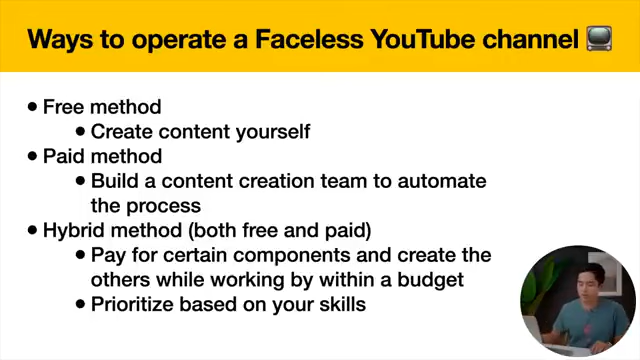 Ways to operate a Faceless YouTube channel 📺
• Free method
• Create content yourself
• Paid method
• Build a content creation team to automate
the process
• Hybrid method (both free and paid)
• Pay for certain components and create the
others while working by within a budget
• Prioritize based on your skills